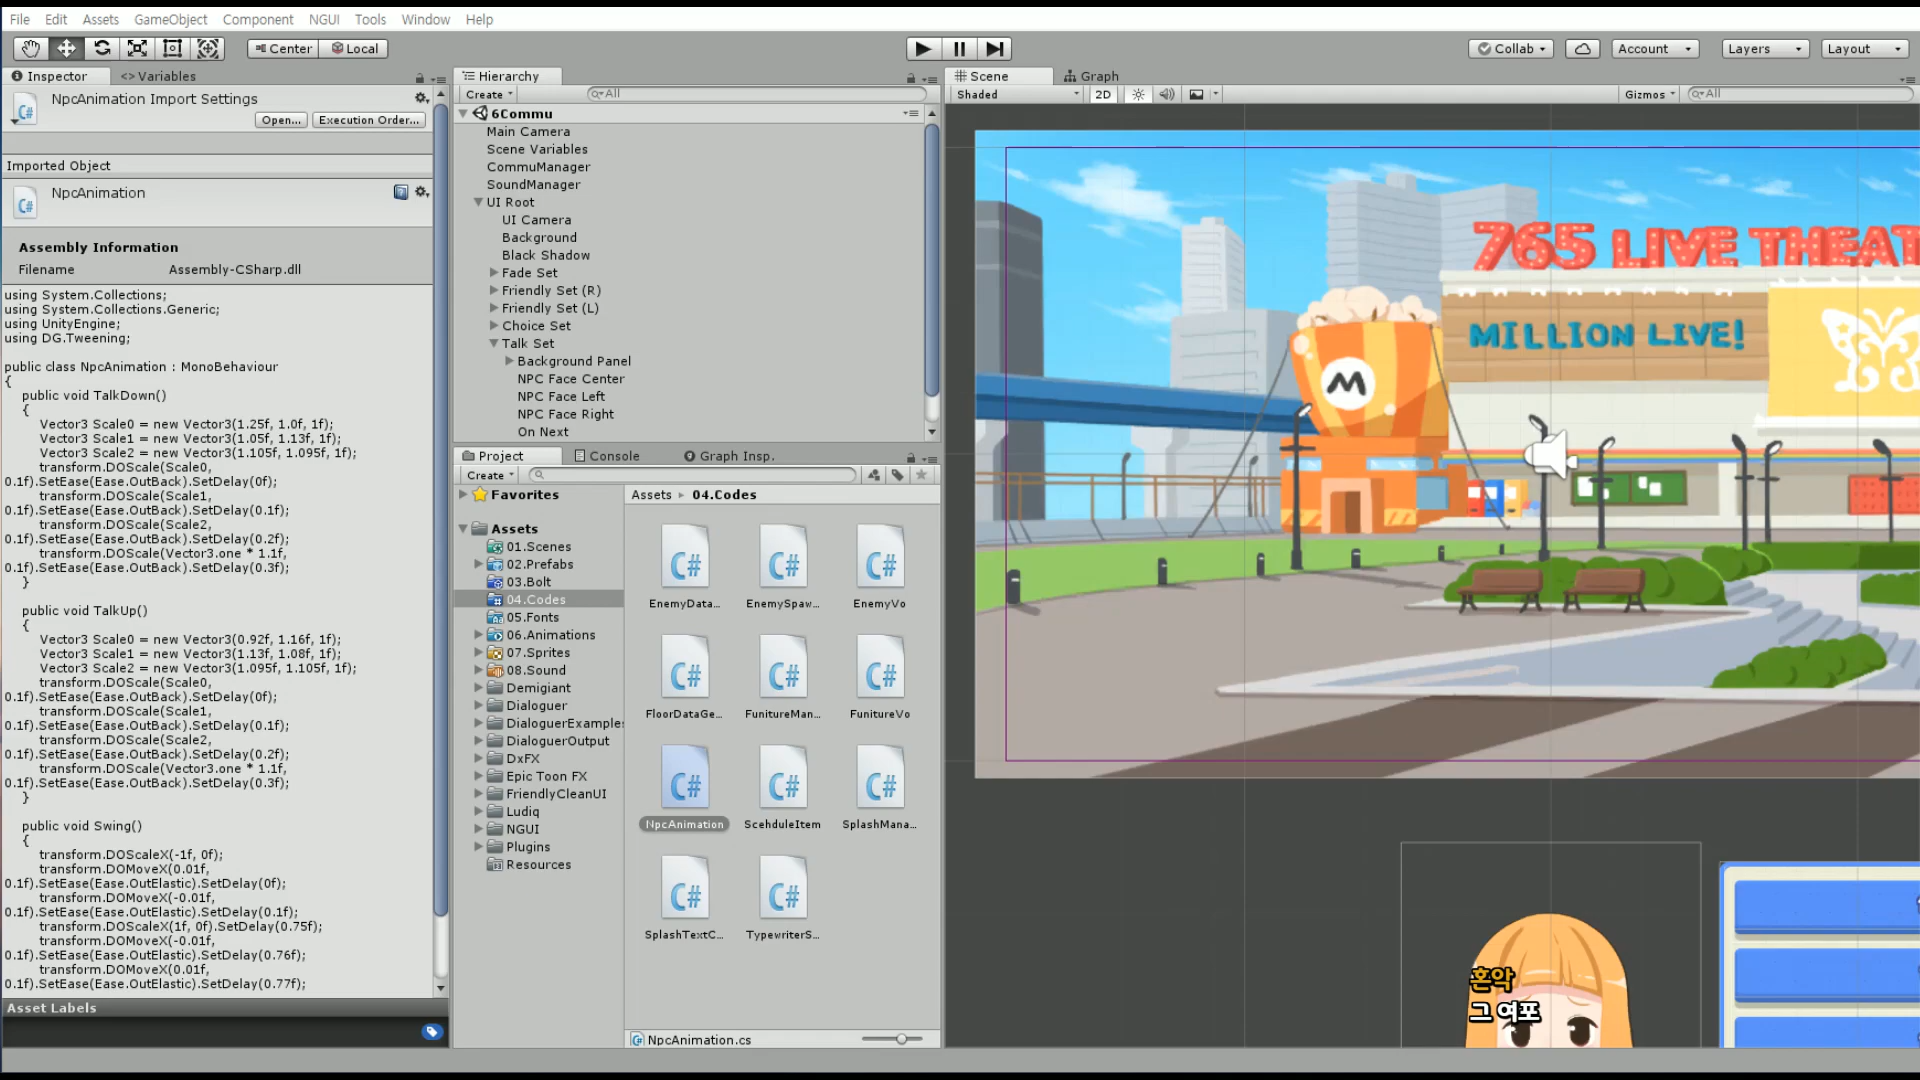 File Edit Assets GameObject Component NGUI Tools Window Help
Center Local
Collab Account Layers Layout
Inspector <> Variables
NpcAnimation Import Settings
Open... Execution Order...
Imported Object
NpcAnimation
Assembly Information
Filename Assembly-CSharp.dll
using System.Collections;
using System.Collections.Generic;
using UnityEngine;
using DG.Tweening;
public class NpcAnimation : MonoBehaviour
{
public void TalkDown()
{
Vector3 Scale0 = new Vector3(1.25f, 1.0f, 1f);
Vector3 Scale1 = new Vector3(1.05f, 1.13f, 1f);
Vector3 Scale2 = new Vector3(1.105f, 1.095f, 1f);
transform.DOScale(Scale0,
0.1f).SetEase(Ease.OutBack).SetDelay(0f);
transform.DOScale(Scale1,
0.1f).SetEase(Ease.OutBack).SetDelay(0.1f);
transform.DOScale(Scale2,
0.1f).SetEase(Ease.OutBack).SetDelay(0.2f);
transform.DOScale(Vector3.one * 1.1f,
0.1f).SetEase(Ease.OutBack).SetDelay(0.3f);
}
public void TalkUp()
{
Vector3 Scale0 = new Vector3(0.92f, 1.16f, 1f);
Vector3 Scale1 = new Vector3(1.13f, 1.08f, 1f);
Vector3 Scale2 = new Vector3(1.095f, 1.105f, 1f);
transform.DOScale(Scale0,
0.1f).SetEase(Ease.OutBack).SetDelay(0f);
transform.DOScale(Scale1,
0.1f).SetEase(Ease.OutBack).SetDelay(0.1f);
transform.DOScale(Scale2,
0.1f).SetEase(Ease.OutBack).SetDelay(0.2f);
transform.DOScale(Vector3.one * 1.1f,
0.1f).SetEase(Ease.OutBack).SetDelay(0.3f);
}
public void Swing()
{
transform.DOScaleX(-1f, 0f);
transform.DOMoveX(0.01f,
0.1f).SetEase(Ease.OutElastic).SetDelay(0f);
transform.DOMoveX(-0.01f,
0.1f).SetEase(Ease.OutElastic).SetDelay(0.1f);
transform.DOScaleX(1f, 0f).SetDelay(0.75f);
transform.DOMoveX(-0.01f,
0.1f).SetEase(Ease.OutElastic).SetDelay(0.76f);
transform.DOMoveX(0.01f,
0.1f).SetEase(Ease.OutElastic).SetDelay(0.77f);
Asset Labels
Hierarchy
Create All
6Commu
Main Camera
Scene Variables
CommuManager
SoundManager
UI Root
UI Camera
Background
Black Shadow
Fade Set
Friendly Set (R)
Friendly Set (L)
Choice Set
Talk Set
Background Panel
NPC Face Center
NPC Face Left
NPC Face Right
On Next
Project Console Graph Insp.
Create
Favorites
Assets
01.Scenes
02.Prefabs
03.Bolt
04.Codes
05.Fonts
06.Animations
07.Sprites
08.Sound
Demigiant
Dialoguer
DialoguerExamples
DialoguerOutput
DxFX
Epic Toon FX
FriendlyCleanUI
Ludiq
NGUI
Plugins
Resources
Assets 04.Codes
EnemyData... EnemySpaw... EnemyVo
FloorDataGe... FunitureMan... FunitureVo
NpcAnimation ScehduleItem SplashMana...
SplashTextC... TypewriterS...
NpcAnimation.cs
Scene Graph
Shaded 2D Gizmos All
765 LIVE THEAT
MILLION LIVE!
M
혼악
그 여포